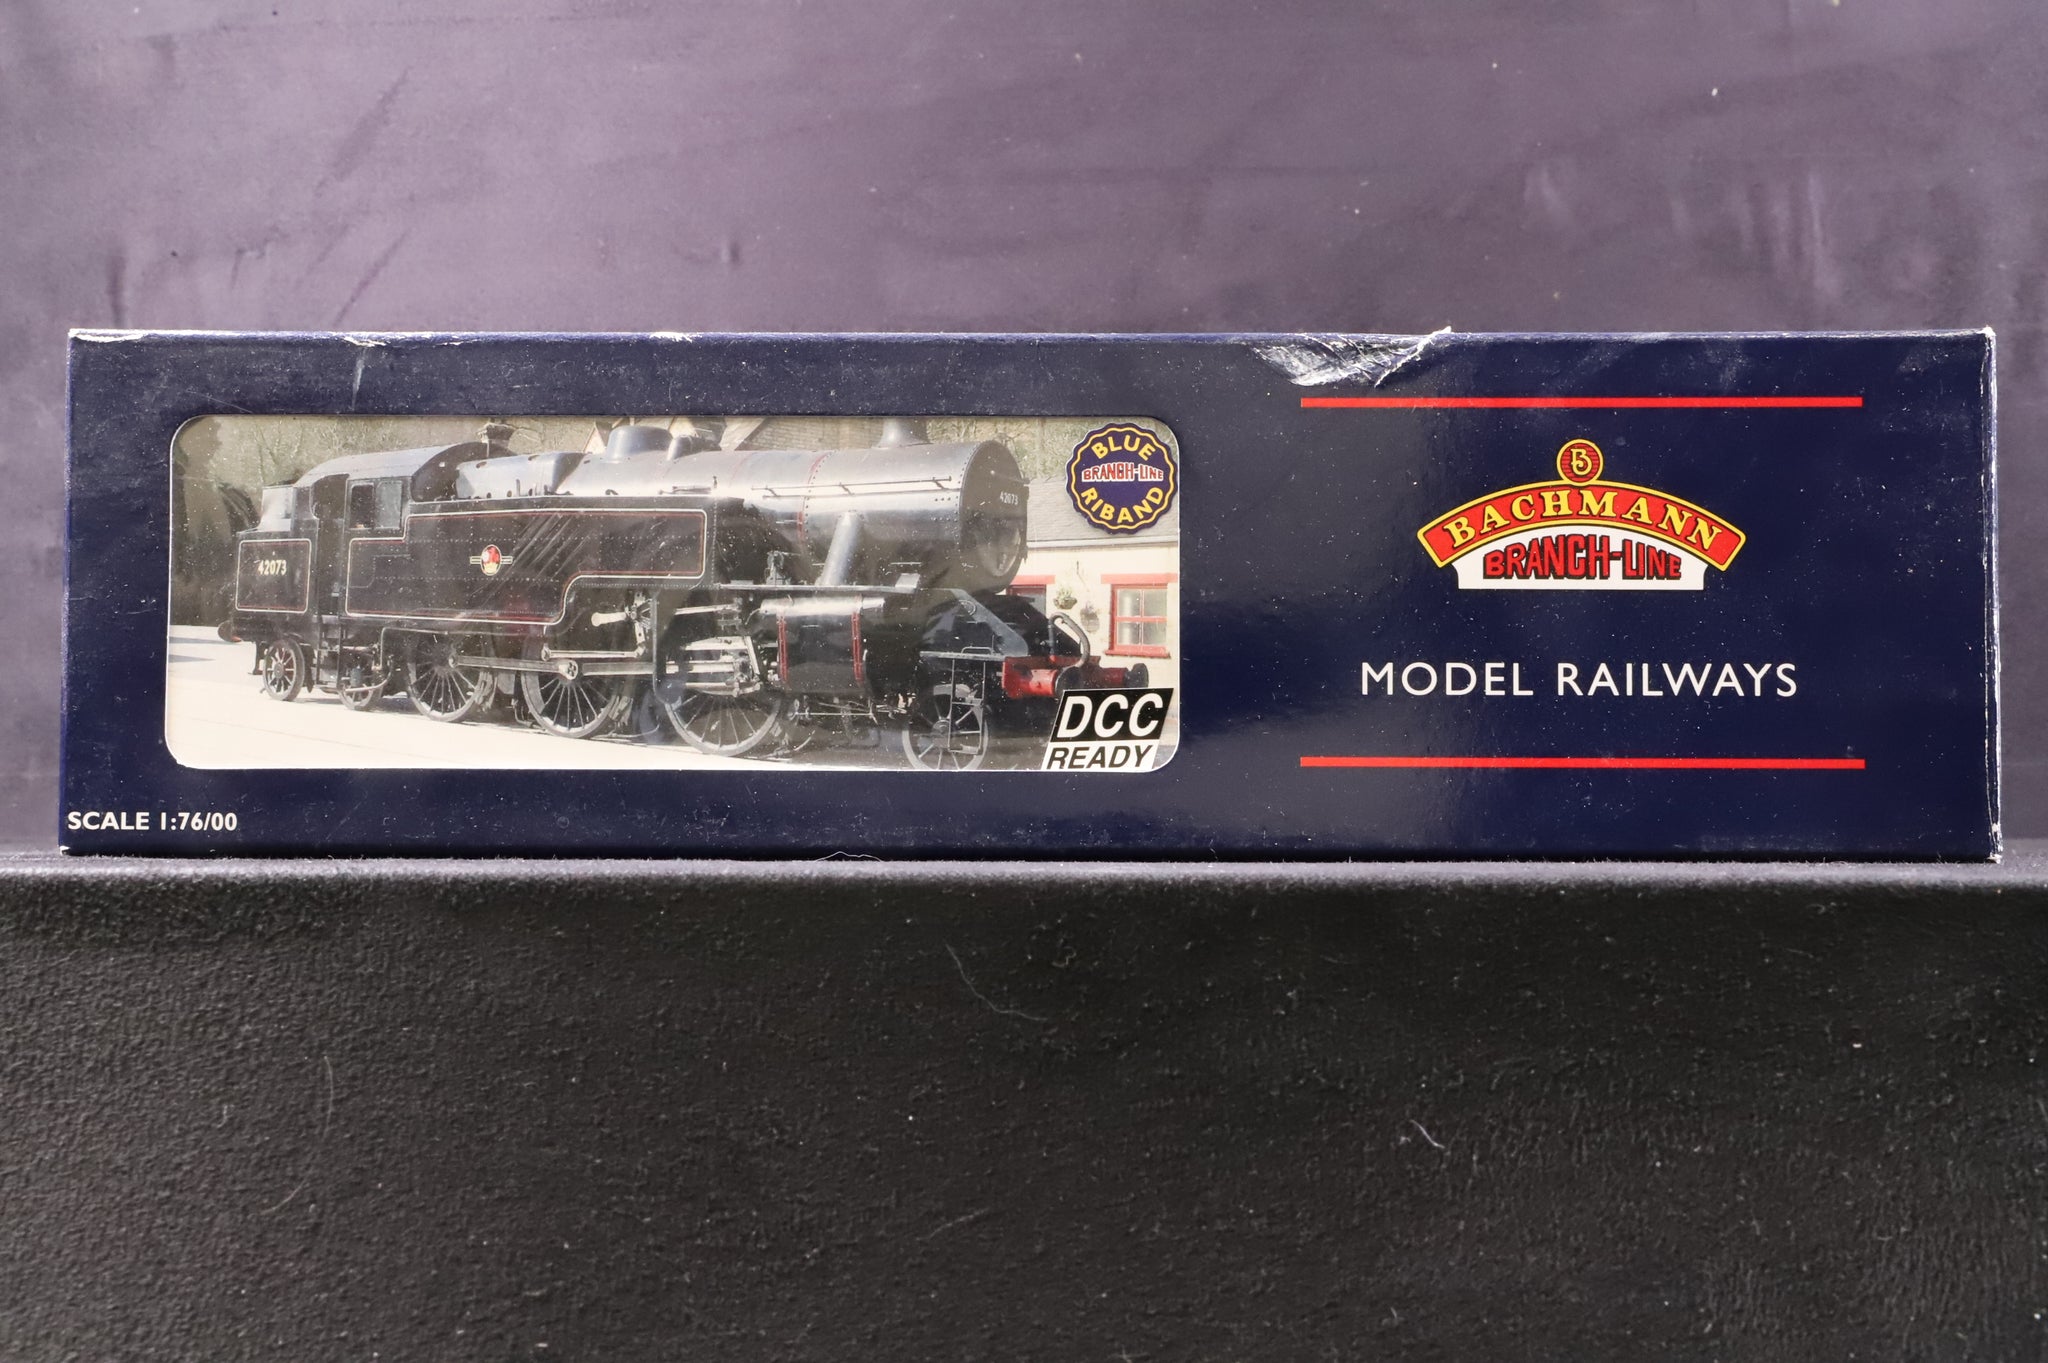 BLUE
BRANCH-LINE
RIBAND
42073
42073
DCC
READY
B
BACHMANN
BRANCH-LINE
MODEL RAILWAYS
SCALE 1:76/00